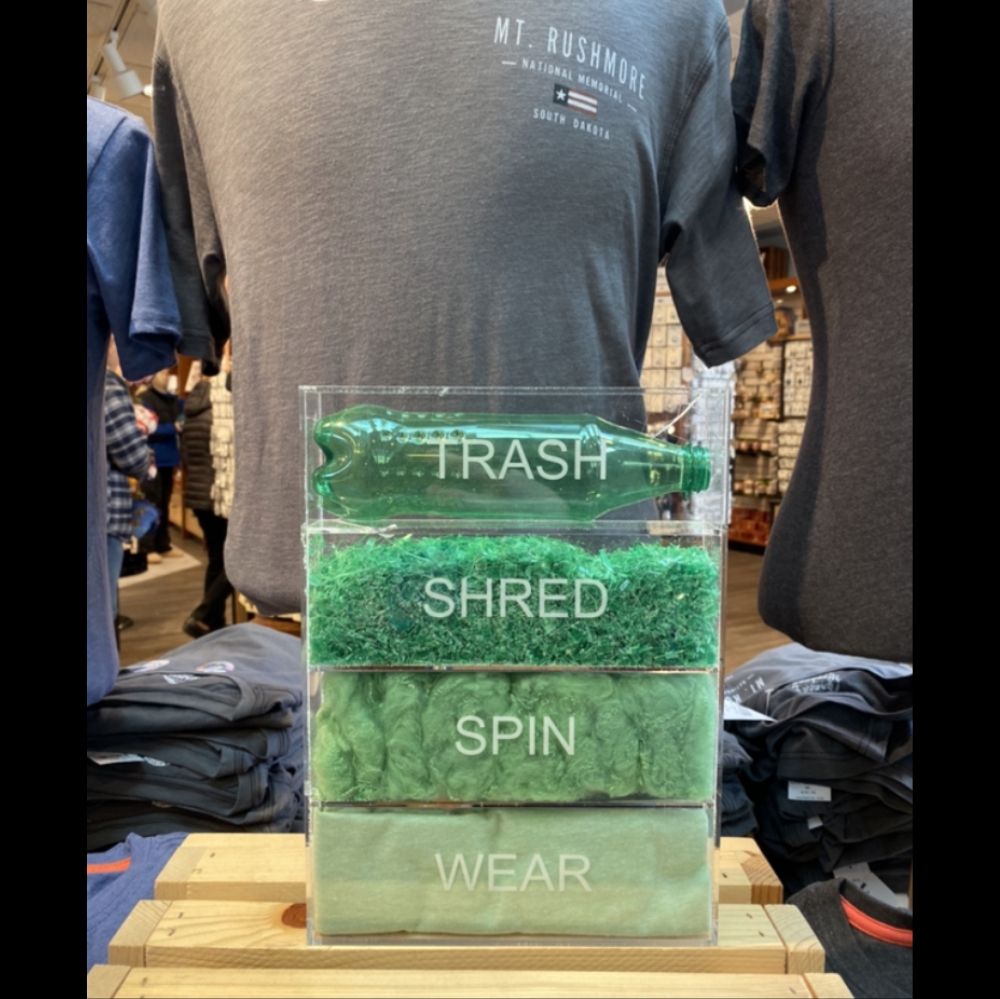 MT. RUSHMORE
NATIONAL MEMORIAL
SOUTH DAKOTA
TRASH
SHRED
SPIN
WEAR